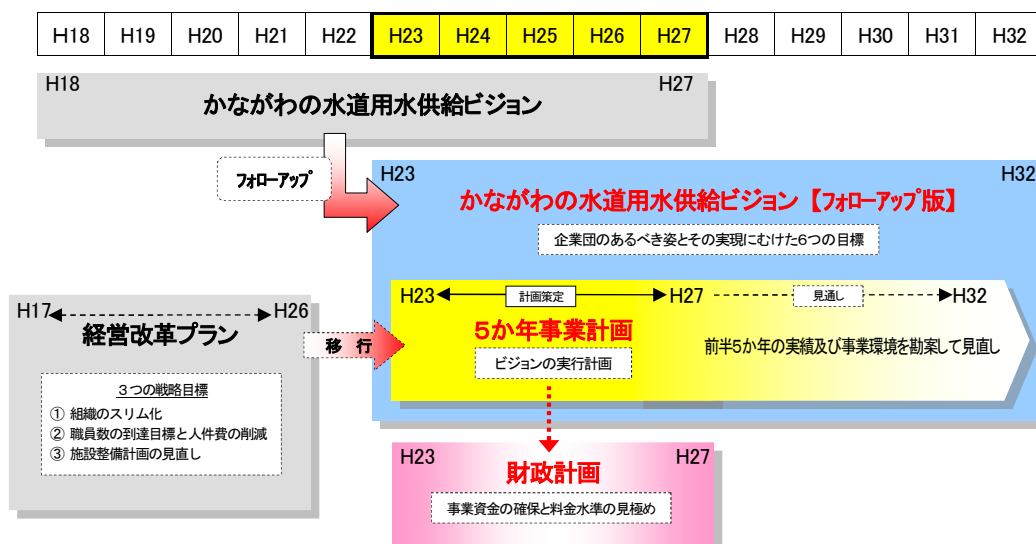 H18 H19 H20 H21 H22 H23 H24 H25 H26 H27 H28 H29 H30 H31 H32
H18 H27
かながわの水道用水供給ビジョン
フォローアップ
H23 H32
かながわの水道用水供給ビジョン【フォローアップ版】
企業団のあるべき姿とその実現にむけた6つの目標
H23 計画策定 H27 見通し H32
5か年事業計画
ビジョンの実行計画
前半5か年の実績及び事業環境を勘案して見直し
H17 H26
経営改革プラン
移 行
3つの戦略目標
① 組織のスリム化
② 職員数の到達目標と人件費の削減
③ 施設整備計画の見直し
H23 H27
財政計画
事業資金の確保と料金水準の見極め